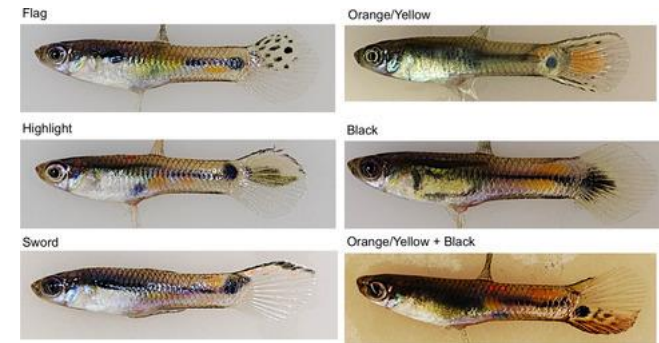 Flag
Orange/Yellow
Highlight
Black
Sword
Orange/Yellow + Black